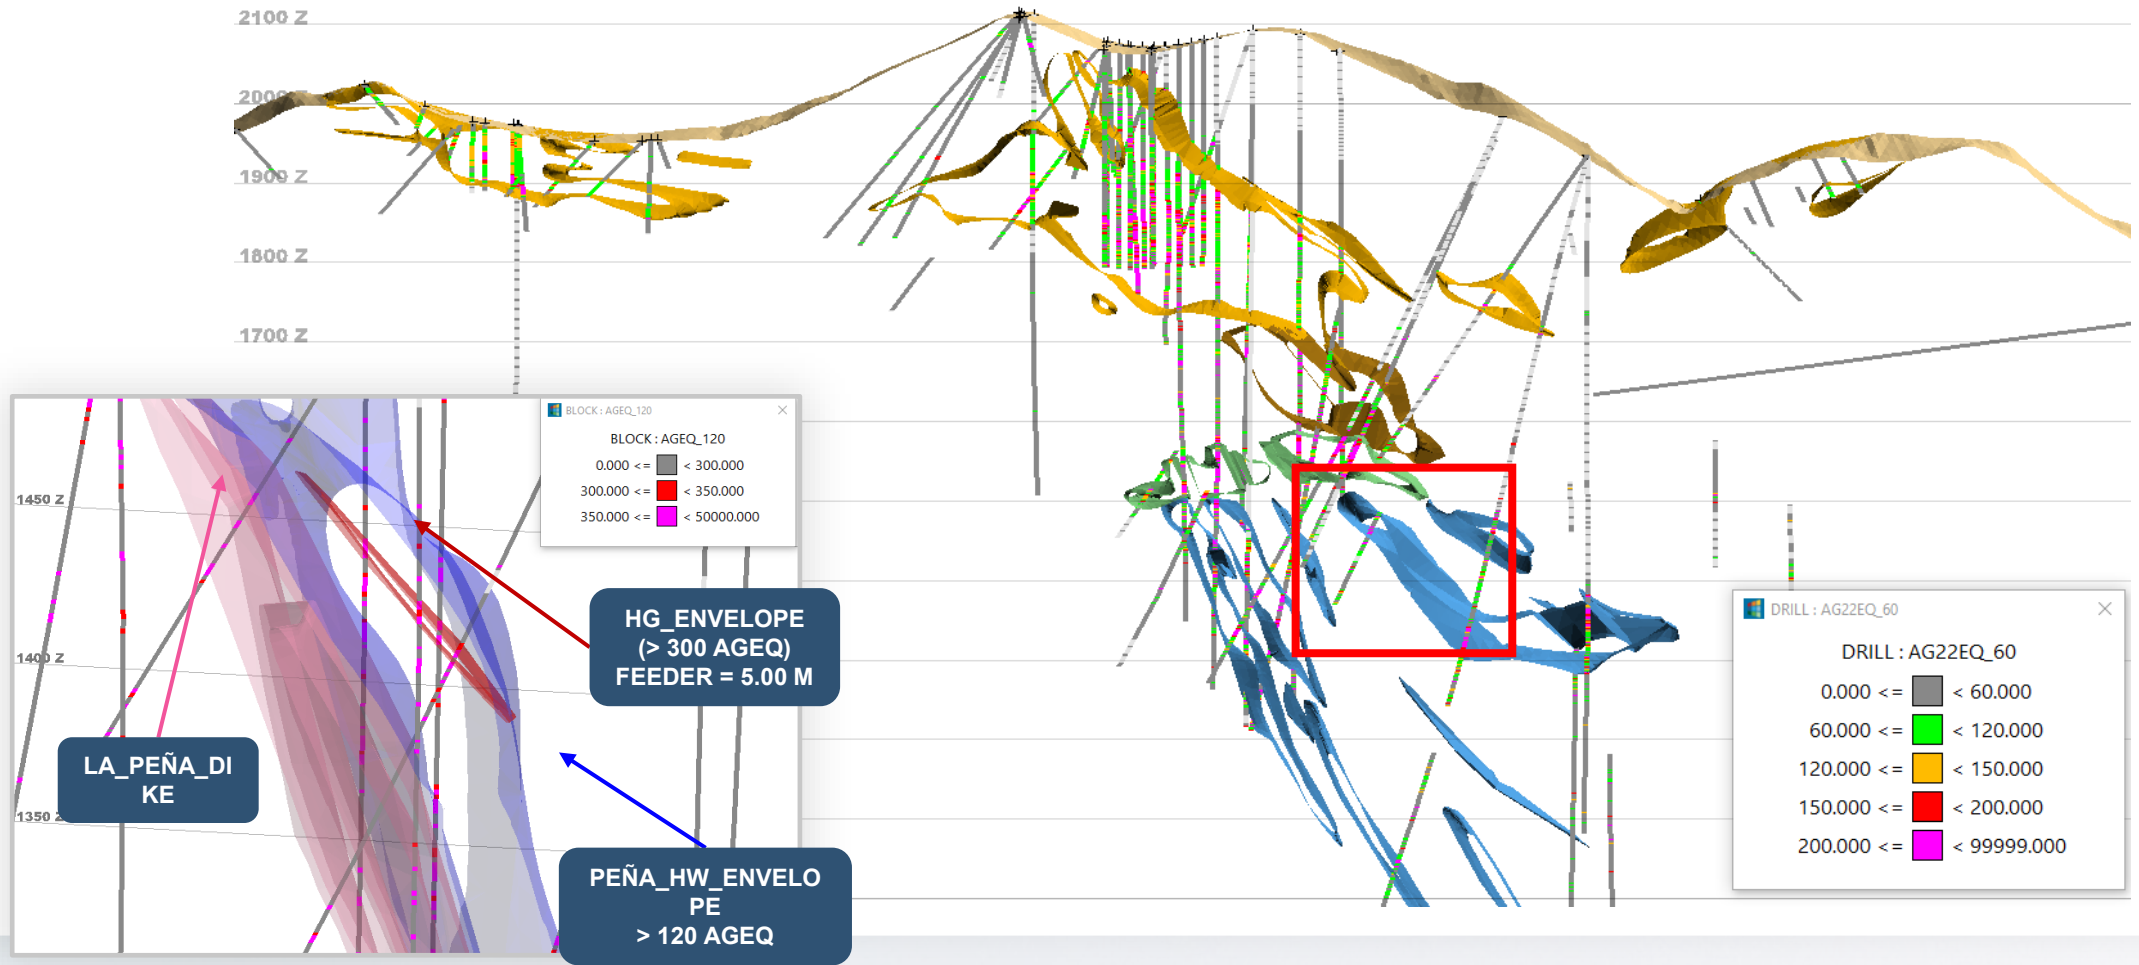 2100 Z
2000 Z
1900 Z
1800 Z
1700 Z
BLOCK : AGEQ_120
BLOCK : AGEQ_120
0.000 <= < 300.000
300.000 <= < 350.000
350.000 <= < 50000.000
1450 Z
1400 Z
1350 Z
HG_ENVELOPE
(> 300 AGEQ)
FEEDER = 5.00 M
LA_PEÑA_DI
KE
PEÑA_HW_ENVELO
PE
> 120 AGEQ
DRILL : AG22EQ_60
DRILL : AG22EQ_60
0.000 <= < 60.000
60.000 <= < 120.000
120.000 <= < 150.000
150.000 <= < 200.000
200.000 <= < 99999.000